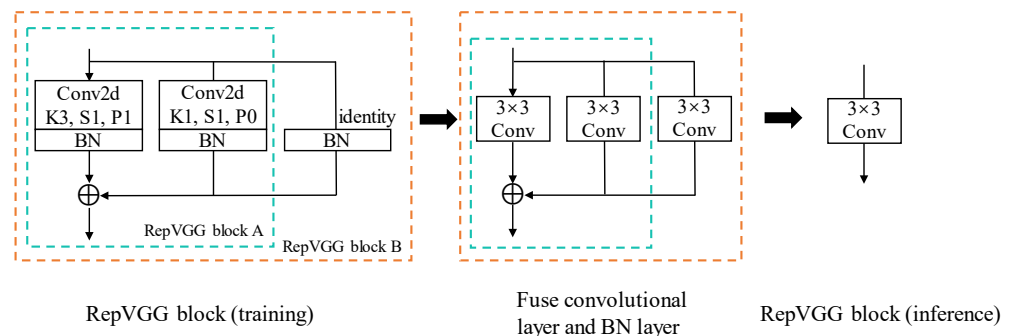 Conv2d
K3, S1, P1
BN
Conv2d
K1, S1, P0
BN
identity
BN
RepVGG block A
RepVGG block B
3×3
Conv
3×3
Conv
3×3
Conv
3×3
Conv
RepVGG block (training)
Fuse convolutional
layer and BN layer
RepVGG block (inference)